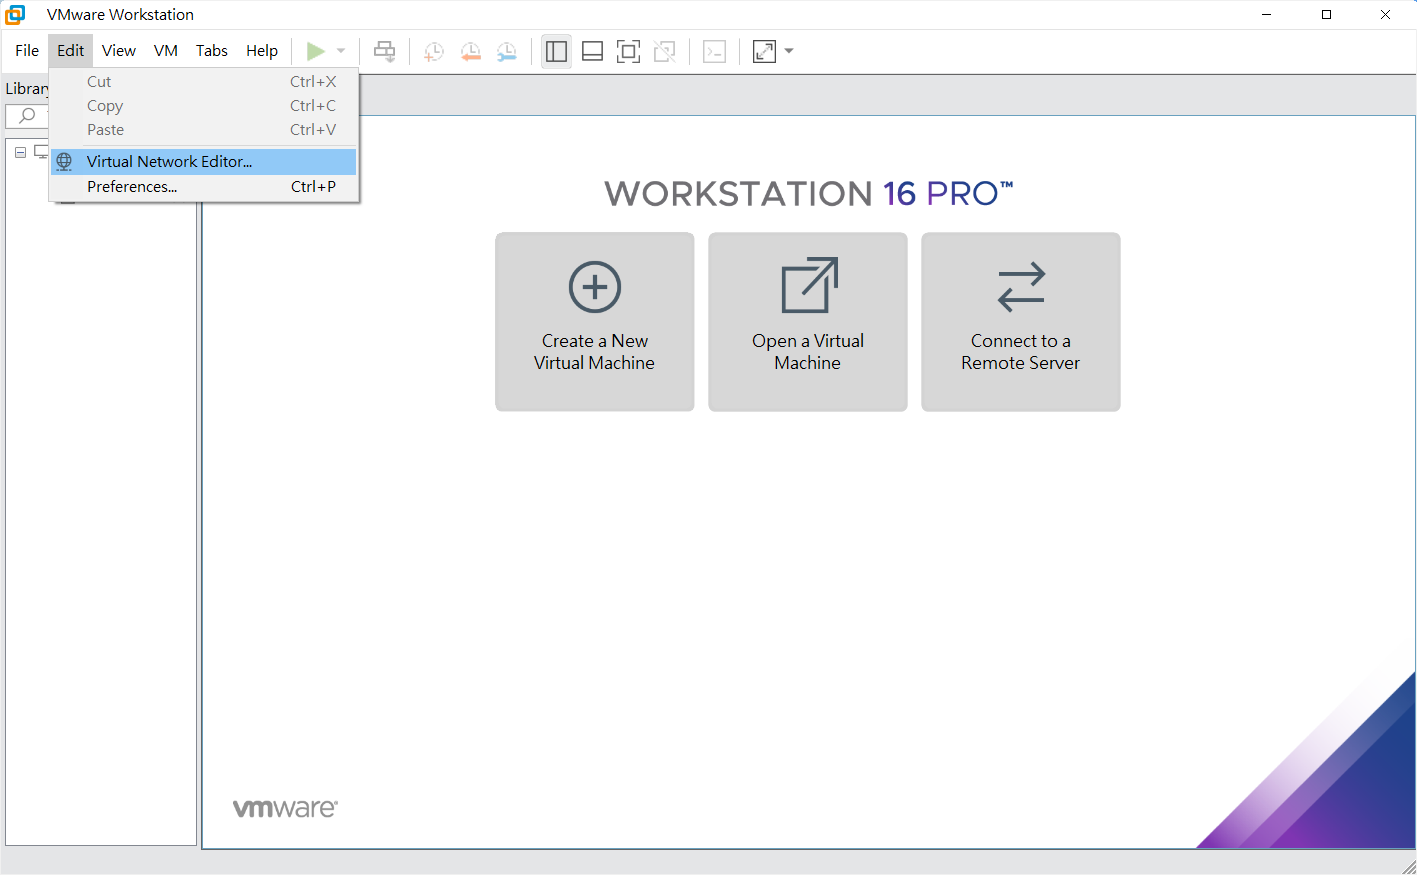 VMware Workstation
File Edit View VM Tabs Help
Library
Cut Ctrl+X
Copy Ctrl+C
Paste Ctrl+V
Virtual Network Editor...
Preferences... Ctrl+P
WORKSTATION 16 PRO™
Create a New
Virtual Machine
Open a Virtual
Machine
Connect to a
Remote Server
vmware®